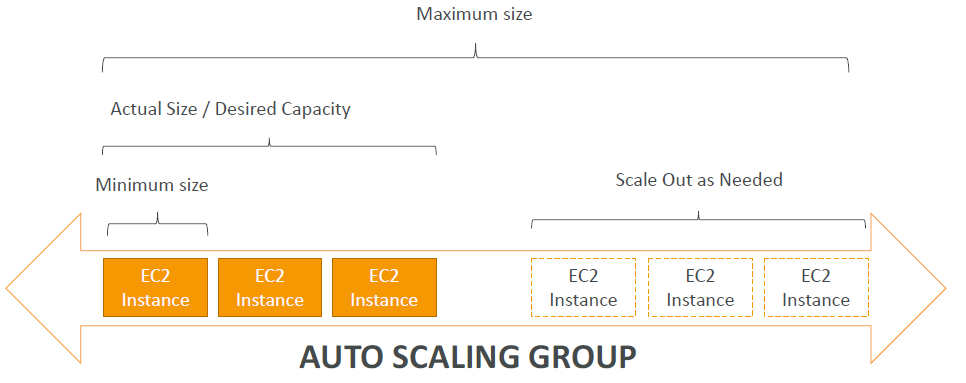 Maximum size
Actual Size / Desired Capacity
Minimum size
Scale Out as Needed
EC2
Instance
EC2
Instance
EC2
Instance
EC2
Instance
EC2
Instance
EC2
Instance
AUTO SCALING GROUP